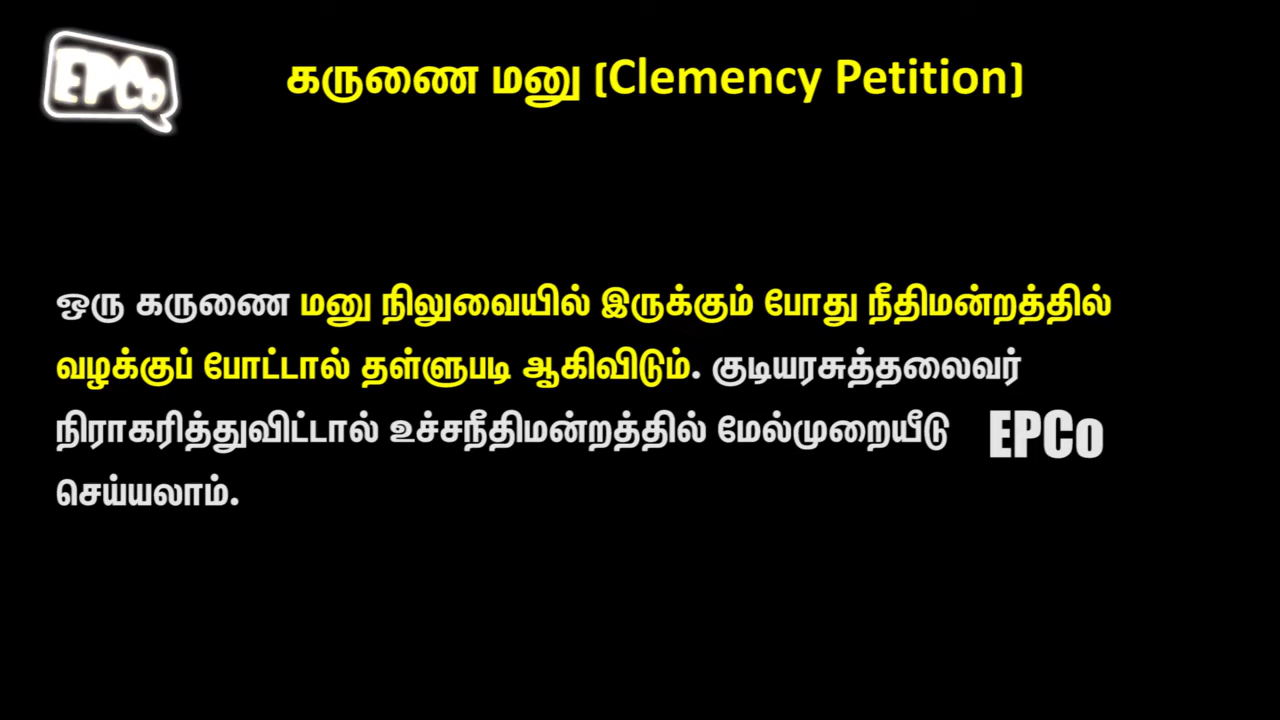 EPCo
கருணை மனு (Clemency Petition)
ஒரு கருணை மனு நிலுவையில் இருக்கும் போது நீதிமன்றத்தில்
வழக்குப் போட்டால் தள்ளுபடி ஆகிவிடும். குடியரசுத்தலைவர்
நிராகரித்துவிட்டால் உச்சநீதிமன்றத்தில் மேல்முறையீடு EPCo
செய்யலாம்.